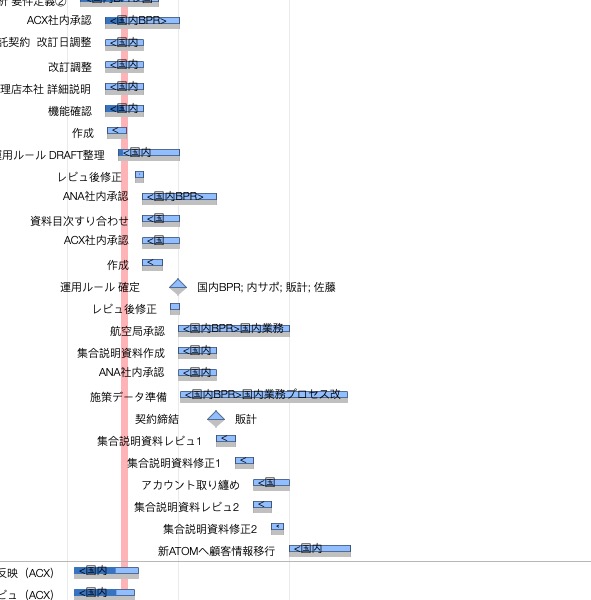 ACX社内承認 <国内BPR>
託契約 改訂日調整 <国内
改訂調整 <国内
理店本社 詳細説明 <国内
機能確認 <国内
作成 <
用ルール DRAFT整理 <国内
レビュ後修正
ANA社内承認 <国内BPR>
資料目次すり合わせ <国
ACX社内承認 <国
作成 <
運用ルール 確定 国内BPR; 内サポ; 販計; 佐藤
レビュ後修正
航空局承認 <国内BPR>国内業務
集合説明資料作成 <国内
ANA社内承認 <国内
施策データ準備 <国内BPR>国内業務プロセス改
契約締結 販計
集合説明資料レビュ1 <
集合説明資料修正1 <
アカウント取り纏め <国
集合説明資料レビュ2 <
集合説明資料修正2 <
新ATOMへ顧客情報移行 <国内
反映（ACX） <国内
ビュ（ACX） <国内